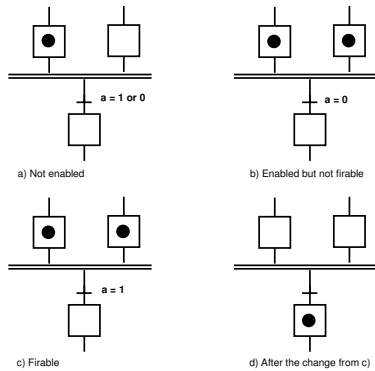 a = 1 or 0
a) Not enabled
a = 0
b) Enabled but not firable
a = 1
c) Firable
d) After the change from c)